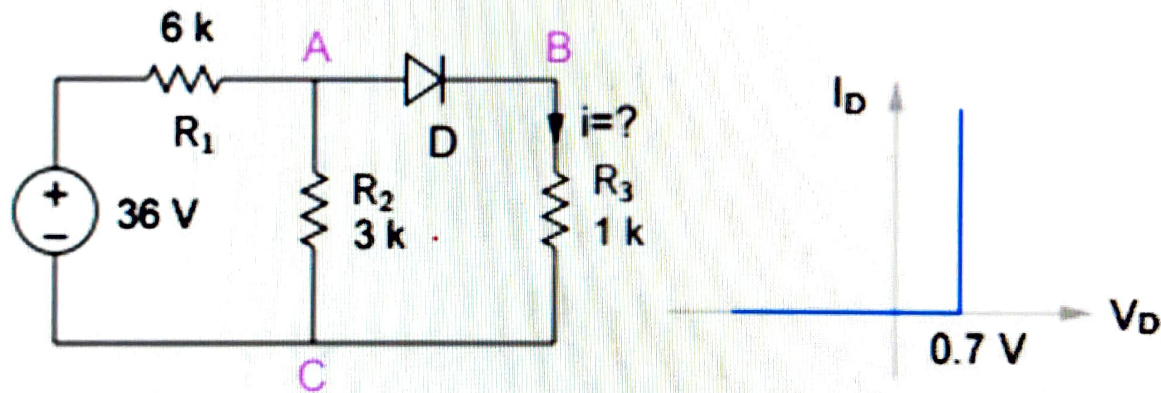 6 k
A
B
R1
D
i=?
+
−
36 V
R2
3 k
R3
1 k
C
ID
VD
0.7 V